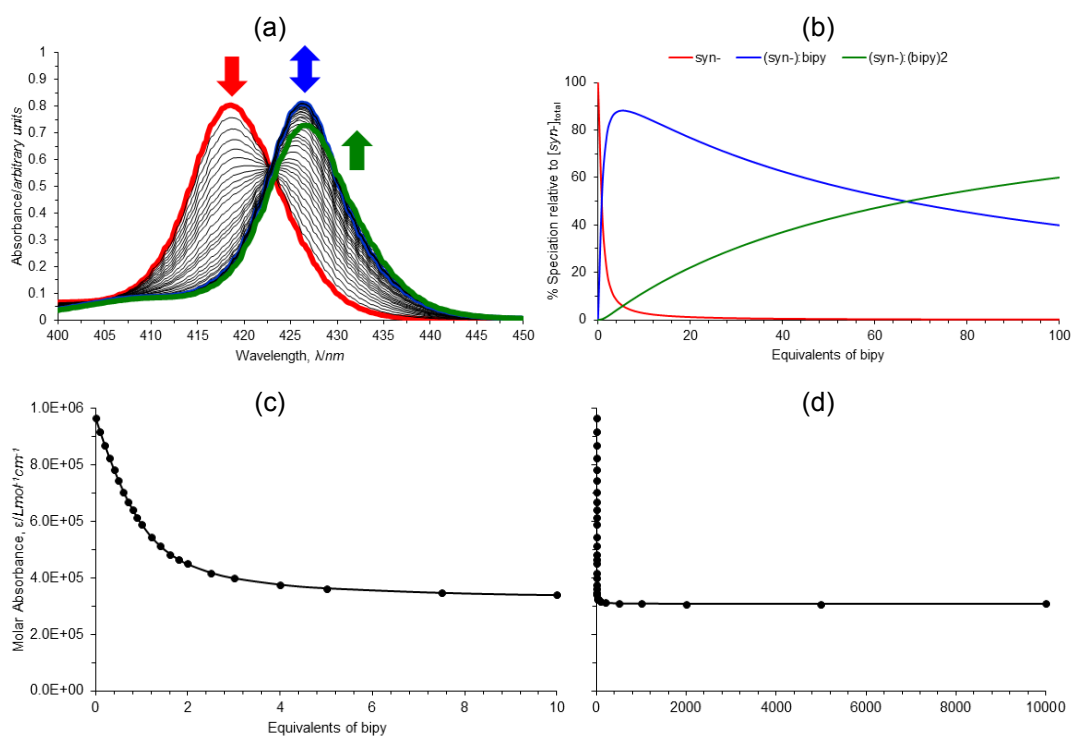 (a)
Absorbance/arbitrary units
1
0.9
0.8
0.7
0.6
0.5
0.4
0.3
0.2
0.1
0
400 405 410 415 420 425 430 435 440 445 450
Wavelength, λ/nm
(b)
syn- (syn-):bipy (syn-):(bipy)2
% Speciation relative to [syn-]total
100
80
60
40
20
0
0 20 40 60 80 100
Equivalents of bipy
(c)
Molar Absorbance, ε/Lmol-1cm-1
1.0E+06
8.0E+05
6.0E+05
4.0E+05
2.0E+05
0.0E+00
0 2 4 6 8 10
Equivalents of bipy
(d)
0 2000 4000 6000 8000 10000